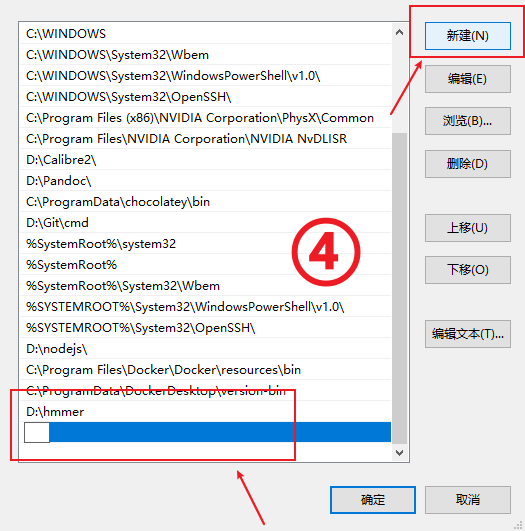 C:\WINDOWS
C:\WINDOWS\System32\Wbem
C:\WINDOWS\System32\WindowsPowerShell\v1.0\
C:\WINDOWS\System32\OpenSSH\
C:\Program Files (x86)\NVIDIA Corporation\PhysX\Common
C:\Program Files\NVIDIA Corporation\NVIDIA NvDLISR
D:\Calibre2\
D:\Pandoc\
C:\ProgramData\chocolatey\bin
D:\Git\cmd
%SystemRoot%\system32
%SystemRoot%
%SystemRoot%\System32\Wbem
%SYSTEMROOT%\System32\WindowsPowerShell\v1.0\
%SYSTEMROOT%\System32\OpenSSH\
D:\nodejs\
C:\Program Files\Docker\Docker\resources\bin
C:\ProgramData\DockerDesktop\version-bin
D:\hmmer
4
新建(N)
编辑(E)
浏览(B)...
删除(D)
上移(U)
下移(O)
编辑文本(T)...
确定
取消